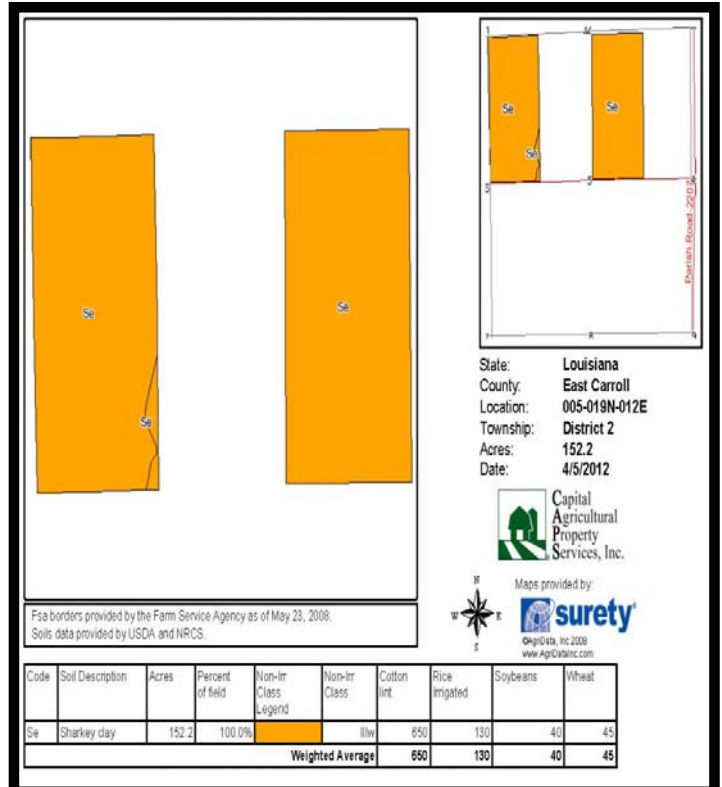 Se
Se
Se
Se
Se
Se
Parish Road 2207
8
9
State: Louisiana
County: East Carroll
Location: 005-019N-012E
Township: District 2
Acres: 152.2
Date: 4/5/2012
Capital
Agricultural
Property
Services, Inc.
Fsa borders provided by the Farm Service Agency as of May 23, 2008.
Soils data provided by USDA and NRCS.
N
W E
S
Maps provided by:
surety
©AgriData, Inc 2008
www.AgriDataInc.com
Code Soil Description Acres Percent of field Non-Irr Class Legend Non-Irr Class Cotton lint Rice Irrigated Soybeans Wheat
Se Sharkey clay 152.2 100.0% IIIw 650 130 40 45
Weighted Average 650 130 40 45